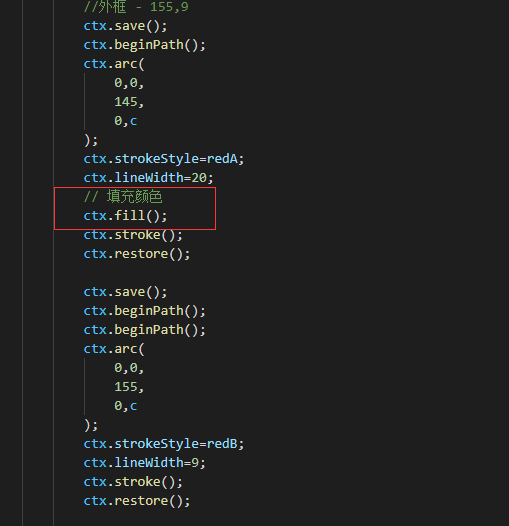 //外框 - 155,9
ctx.save();
ctx.beginPath();
ctx.arc(
0,0,
145,
0,c
);
ctx.strokeStyle=redA;
ctx.lineWidth=20;
// 填充颜色
ctx.fill();
ctx.stroke();
ctx.restore();
ctx.save();
ctx.beginPath();
ctx.beginPath();
ctx.arc(
0,0,
155,
0,c
);
ctx.strokeStyle=redB;
ctx.lineWidth=9;
ctx.stroke();
ctx.restore();